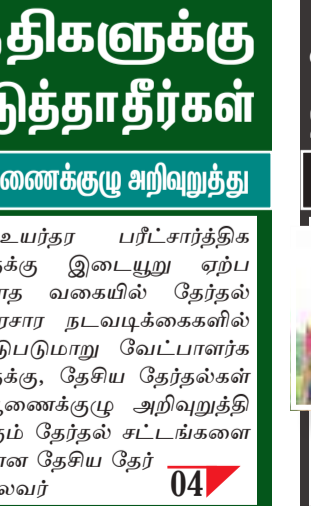 திகளுக்கு
த்தாதீர்கள்
ணைக்குழு அறிவுறுத்து
உயர்தர பரீட்சார்த்திக
க்கு இடையூறு ஏற்ப
ாத வகையில் தேர்தல்
ரசார நடவடிக்கைகளில்
டுபடுமாறு வேட்பாளர்க
க்கு, தேசிய தேர்தல்கள்
ணைக்குழு அறிவுறுத்தி
ம் தேர்தல் சட்டங்களை
ான தேசிய தேர்
லவர்
04